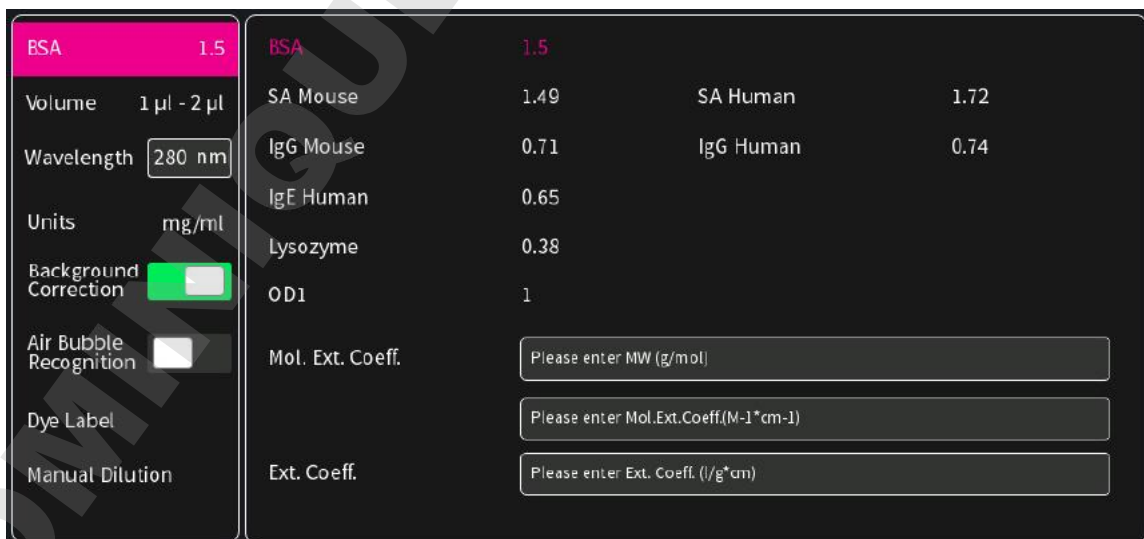 BSA 1.5
Volume 1 µl - 2 µl
Wavelength 280 nm
Units mg/ml
Background
Correction
Air Bubble
Recognition
Dye Label
Manual Dilution
BSA 1.5
SA Mouse 1.49 SA Human 1.72
IgG Mouse 0.71 IgG Human 0.74
IgE Human 0.65
Lysozyme 0.38
OD1 1
Mol. Ext. Coeff. Please enter MW (g/mol)
Please enter Mol.Ext.Coeff.(M-1*cm-1)
Ext. Coeff. Please enter Ext. Coeff. (l/g*cm)